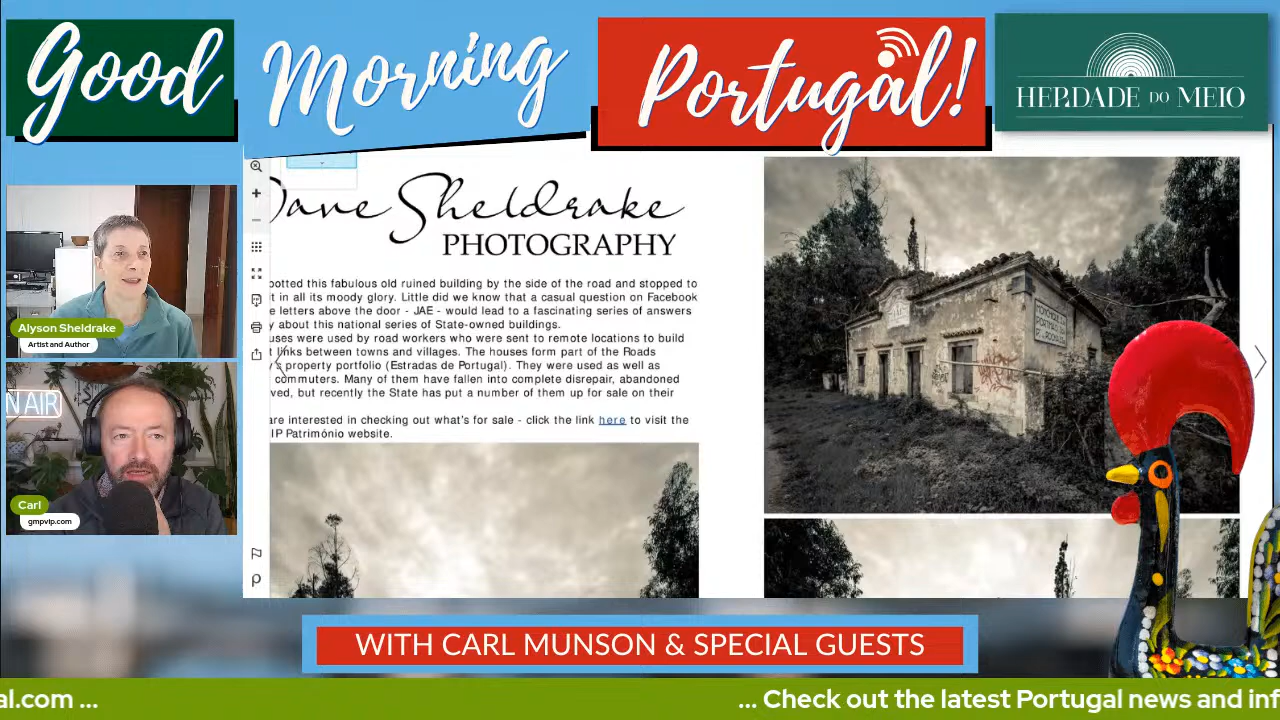 Good Morning Portugal!
HERDADE DO MEIO
Alyson Sheldrake
Artist and Author
N AIR
Carl
gmpvip.com
Dave Sheldrake
PHOTOGRAPHY
potted this fabulous old ruined building by the side of the road and stopped to
it in all its moody glory. Little did we know that a casual question on Facebook
e letters above the door - JAE - would lead to a fascinating series of answers
y about this national series of State-owned buildings.
uses were used by road workers who were sent to remote locations to build
t links between towns and villages. The houses form part of the Roads
y's property portfolio (Estradas de Portugal). They were used as well as
commuters. Many of them have fallen into complete disrepair, abandoned
ved, but recently the State has put a number of them up for sale on their
are interested in checking out what's for sale - click the link here to visit the
IP Património website.
WITH CARL MUNSON & SPECIAL GUESTS
al.com ...
... Check out the latest Portugal news and inf